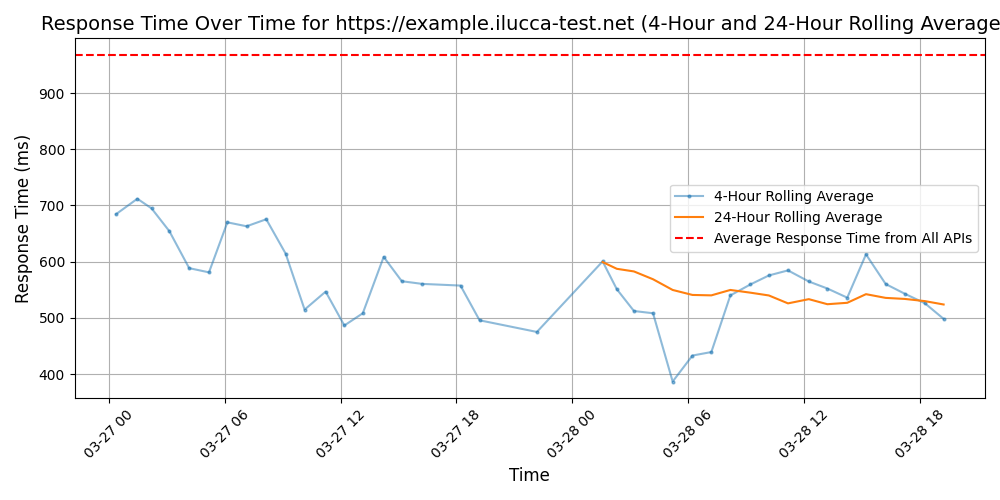 Response Time Over Time for https://example.ilucca-test.net (4-Hour and 24-Hour Rolling Average
Response Time (ms)
900
800
700
600
500
400
4-Hour Rolling Average
24-Hour Rolling Average
Average Response Time from All APIs
03-27 00
03-27 06
03-27 12
03-27 18
03-28 00
03-28 06
03-28 12
03-28 18
Time